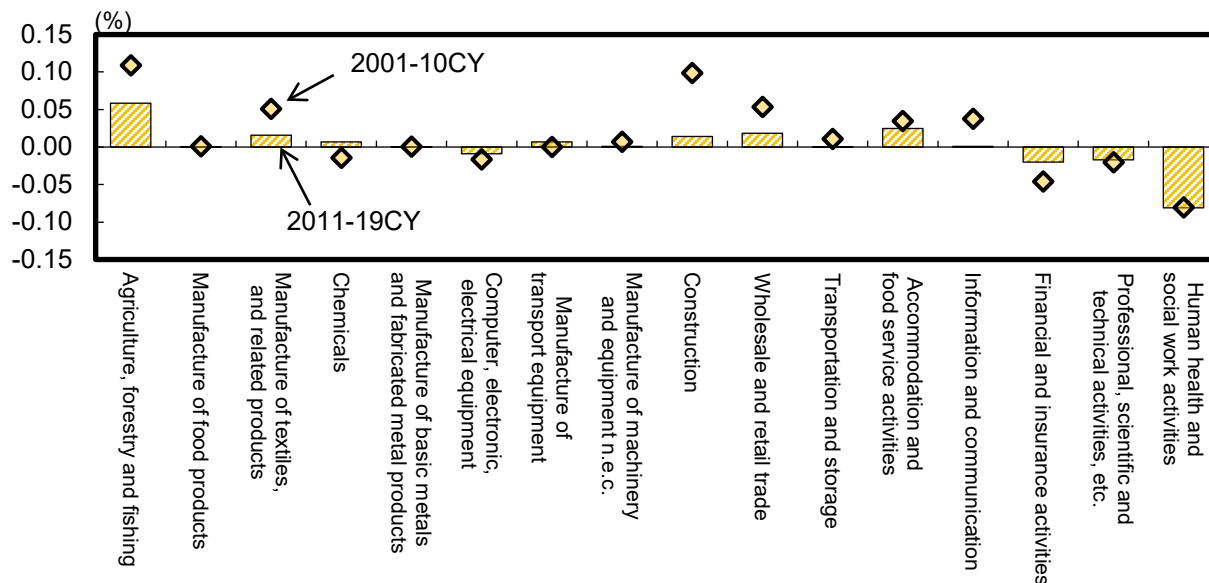 (%)
0.15
0.10
0.05
0.00
-0.05
-0.10
-0.15
2001-10CY
2011-19CY
Agriculture, forestry and fishing
Manufacture of food products
Manufacture of textiles,
and related products
Chemicals
Manufacture of basic metals
and fabricated metal products
Computer, electronic,
electrical equipment
Manufacture of
transport equipment
Manufacture of machinery
and equipment n.e.c.
Construction
Wholesale and retail trade
Transportation and storage
Accommodation and
food service activities
Information and communication
Financial and insurance activities
Professional, scientific and
technical activities, etc.
Human health and
social work activities